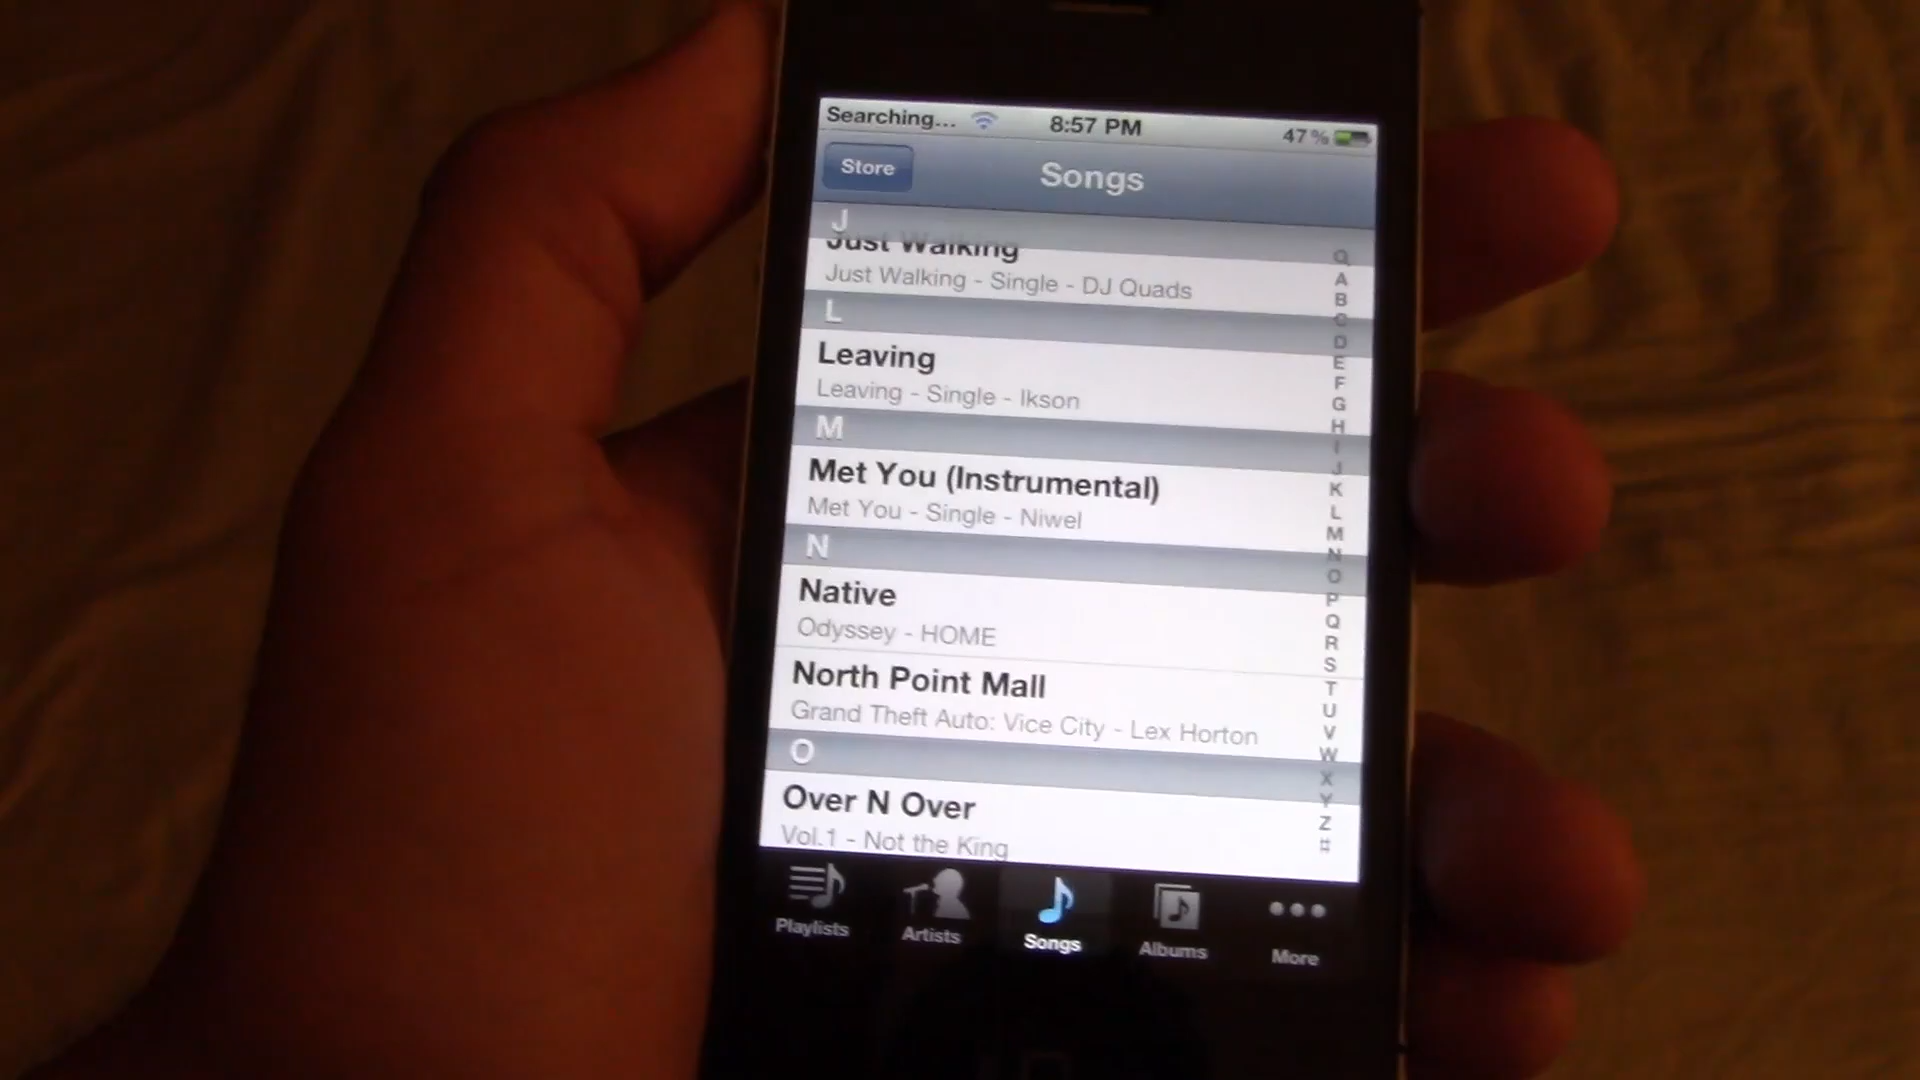 Searching... 8:57 PM 47%
Store Songs
J
Just Walking
Just Walking - Single - DJ Quads
L
Leaving
Leaving - Single - Ikson
M
Met You (Instrumental)
Met You - Single - Niwel
N
Native
Odyssey - HOME
North Point Mall
Grand Theft Auto: Vice City - Lex Horton
O
Over N Over
Vol.1 - Not the King
A
B
C
D
E
F
G
H
I
J
K
L
M
N
O
P
Q
R
S
T
U
V
W
X
Y
Z
#
Playlists Artists Songs Albums More